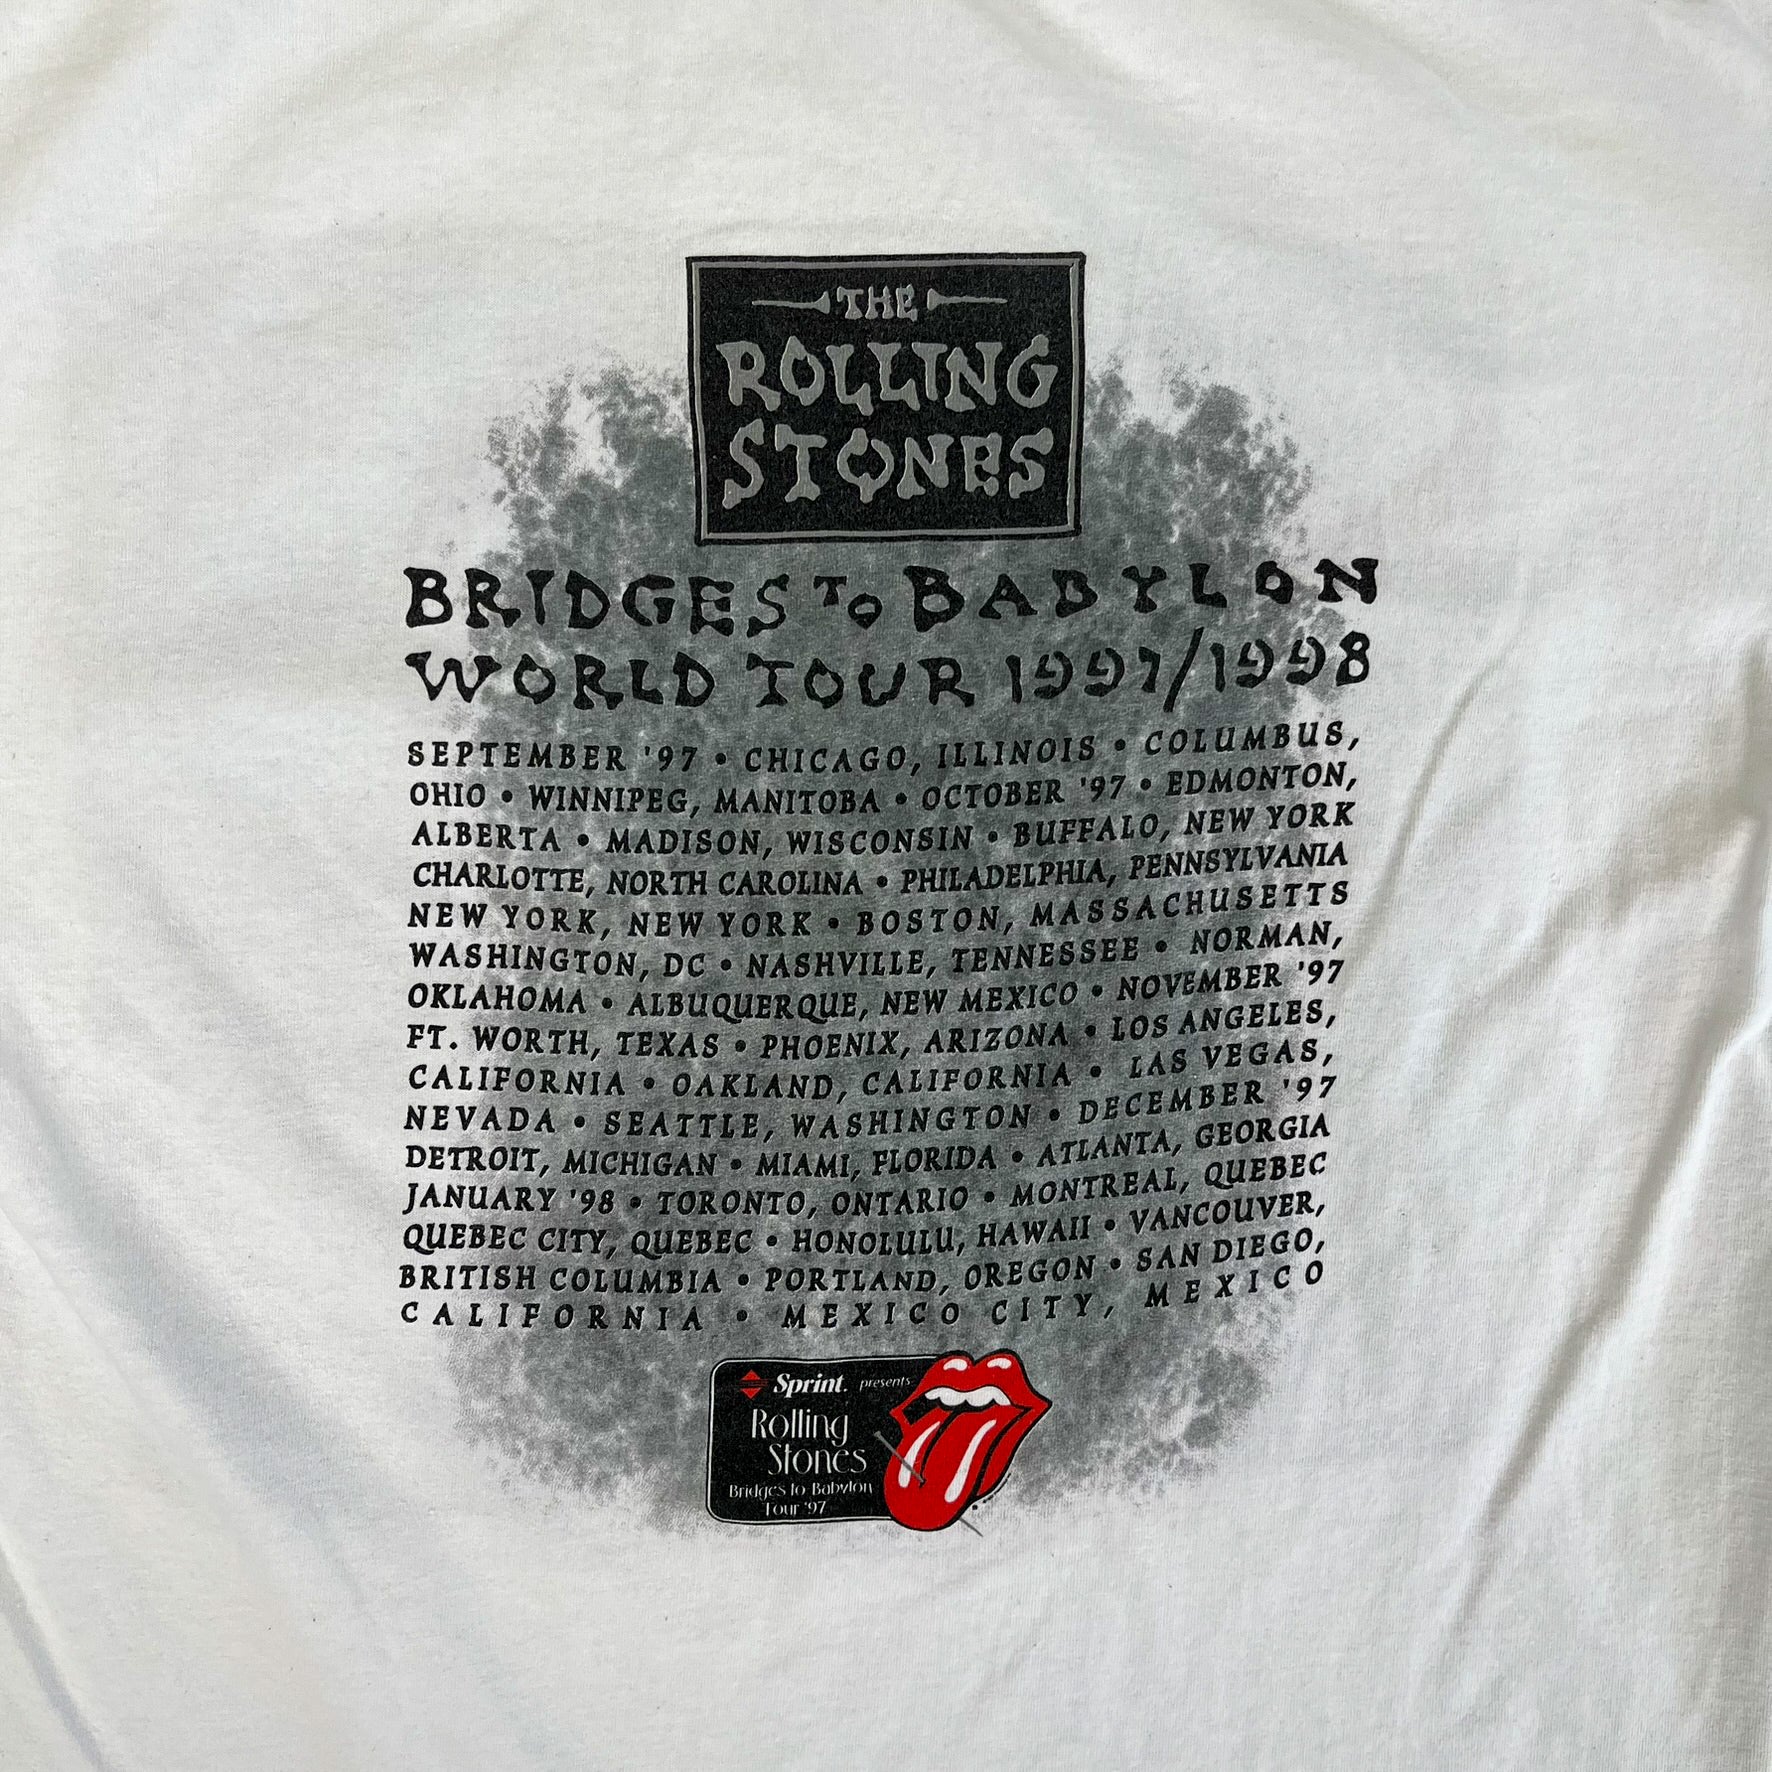 THE
ROLLING
STONES
BRIDGES TO BABYLON
WORLD TOUR 1997/1998
SEPTEMBER '97 • CHICAGO, ILLINOIS • COLUMBUS,
OHIO • WINNIPEG, MANITOBA • OCTOBER '97 • EDMONTON,
ALBERTA • MADISON, WISCONSIN • BUFFALO, NEW YORK
CHARLOTTE, NORTH CAROLINA • PHILADELPHIA, PENNSYLVANIA
NEW YORK, NEW YORK • BOSTON, MASSACHUSETTS
WASHINGTON, DC • NASHVILLE, TENNESSEE • NORMAN,
OKLAHOMA • ALBUQUERQUE, NEW MEXICO • NOVEMBER '97
FT. WORTH, TEXAS • PHOENIX, ARIZONA • LOS ANGELES,
CALIFORNIA • OAKLAND, CALIFORNIA • LAS VEGAS,
NEVADA • SEATTLE, WASHINGTON • DECEMBER '97
DETROIT, MICHIGAN • MIAMI, FLORIDA • ATLANTA, GEORGIA
JANUARY '98 • TORONTO, ONTARIO • MONTREAL, QUEBEC
QUEBEC CITY, QUEBEC • HONOLULU, HAWAII • VANCOUVER,
BRITISH COLUMBIA • PORTLAND, OREGON • SAN DIEGO,
CALIFORNIA • MEXICO CITY, MEXICO
Sprint. presents
Rolling
Stones
Bridges to Babylon
Tour '97